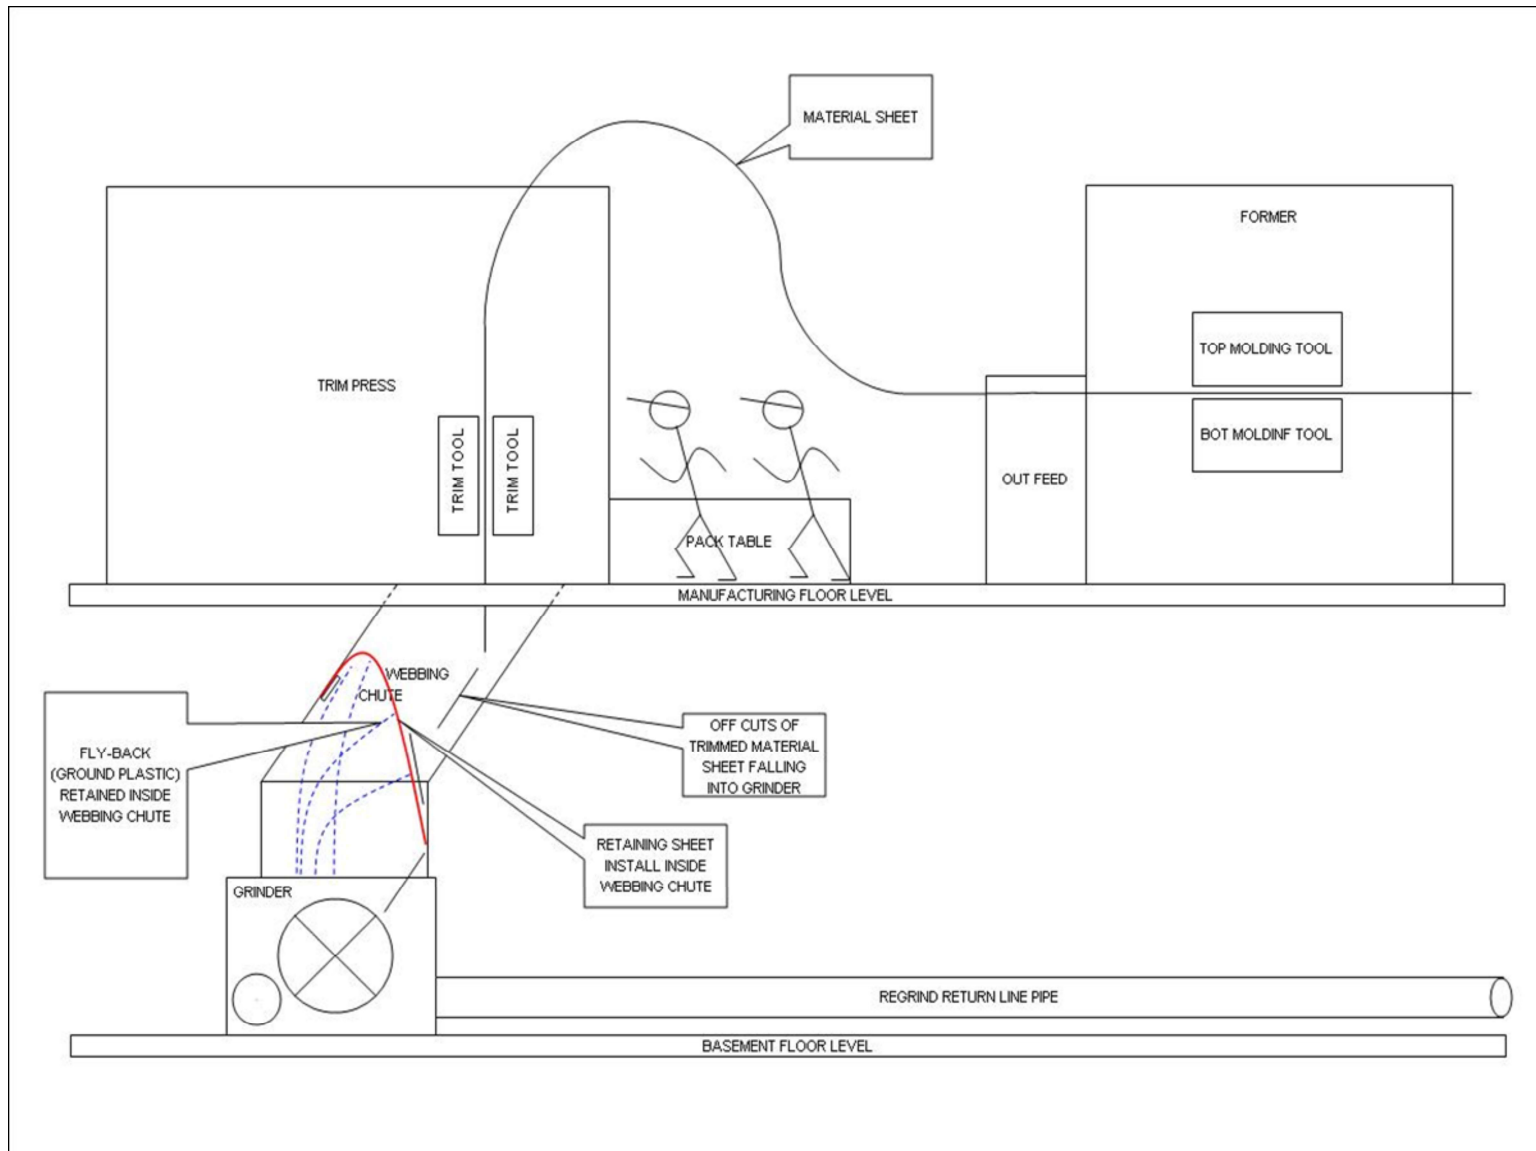 MATERIAL SHEET
FORMER
TOP MOLDING TOOL
TRIM PRESS
TRIM TOOL
TRIM TOOL
BOT MOLDINF TOOL
OUT FEED
PACK TABLE
MANUFACTURING FLOOR LEVEL
WEBBING
CHUTE
FLY-BACK
(GROUND PLASTIC)
RETAINED INSIDE
WEBBING CHUTE
OFF CUTS OF
TRIMMED MATERIAL
SHEET FALLING
INTO GRINDER
RETAINING SHEET
INSTALL INSIDE
WEBBING CHUTE
GRINDER
REGRIND RETURN LINE PIPE
BASEMENT FLOOR LEVEL